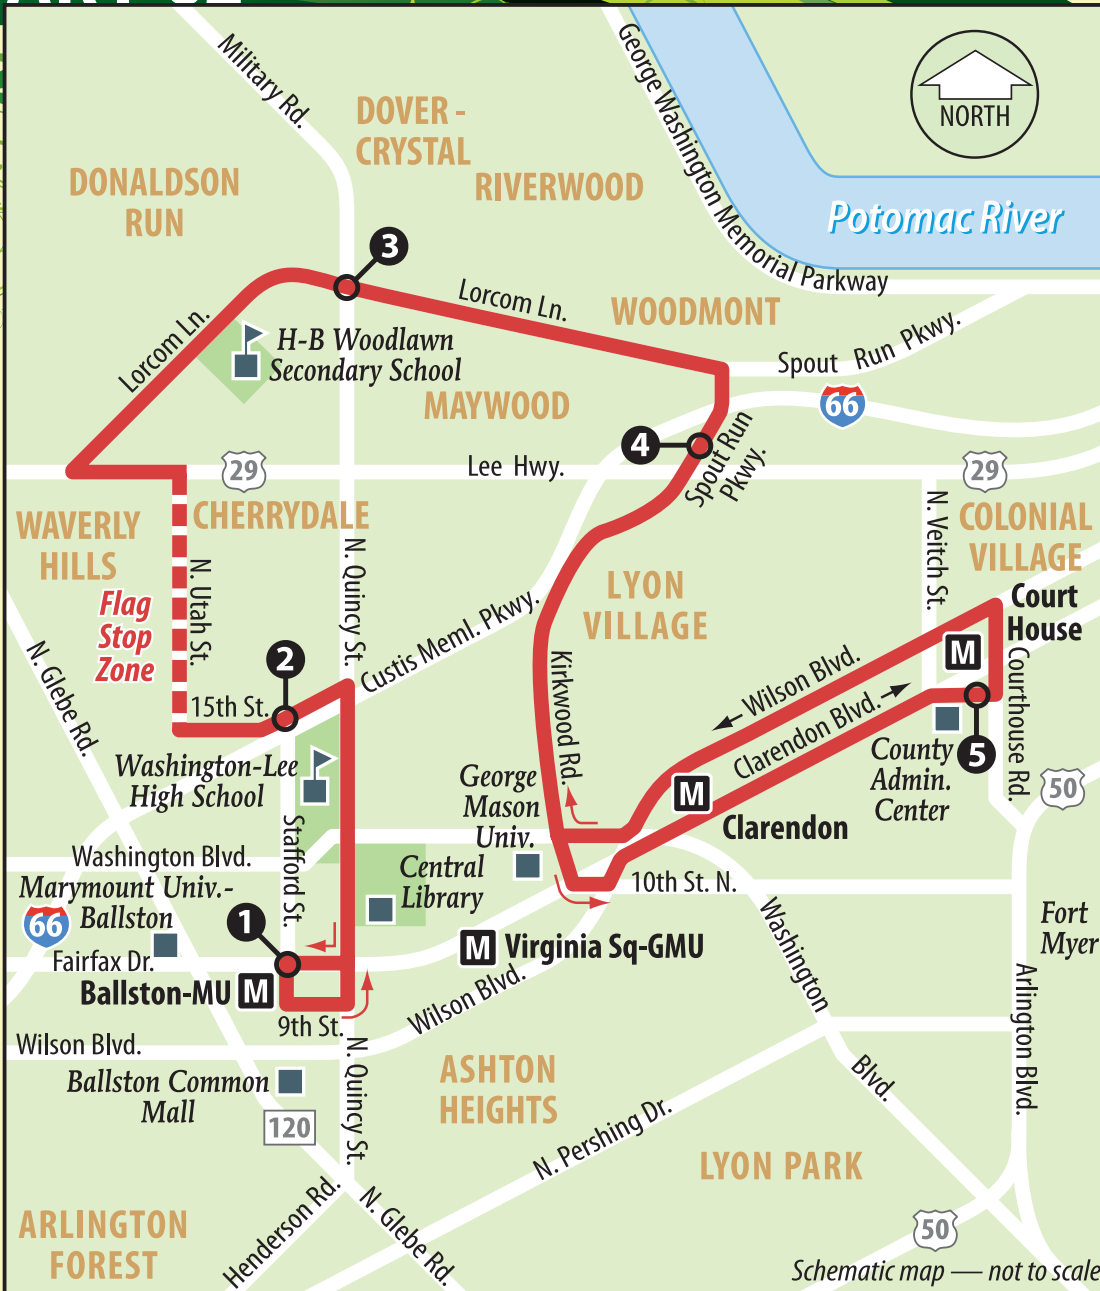 Military Rd.
DOVER -
CRYSTAL
RIVERWOOD
DONALDSON
RUN
George Washington Memorial Parkway
NORTH
Potomac River
3
Lorcom Ln.
WOODMONT
Lorcom Ln.
H-B Woodlawn
Secondary School
Spout Run Pkwy.
MAYWOOD
66
4
Spout Run
Pkwy.
29
Lee Hwy.
29
WAVERLY
HILLS
CHERRYDALE
N. Quincy St.
N. Veitch St.
COLONIAL
VILLAGE
N. Utah St.
Flag
Stop
Zone
LYON
VILLAGE
Court
House
M
N. Glebe Rd.
2
Custis Meml. Pkwy.
15th St.
Kirkwood Rd.
Wilson Blvd.
Clarendon Blvd.
Courthouse Rd.
County
Admin.
Center
5
50
Washington-Lee
High School
George
Mason
Univ.
M
Clarendon
Stafford St.
Washington Blvd.
Central
Library
10th St. N.
Marymount Univ.-
Ballston
66
1
Fairfax Dr.
Ballston-MU
M
M
Virginia Sq-GMU
Washington
Fort
Myer
9th St.
Wilson Blvd.
Wilson Blvd.
N. Quincy St.
Arlington Blvd.
Ballston Common
Mall
120
ASHTON
HEIGHTS
Blvd.
N. Pershing Dr.
LYON PARK
ARLINGTON
FOREST
Henderson Rd.
N. Glebe Rd.
50
Schematic map — not to scale